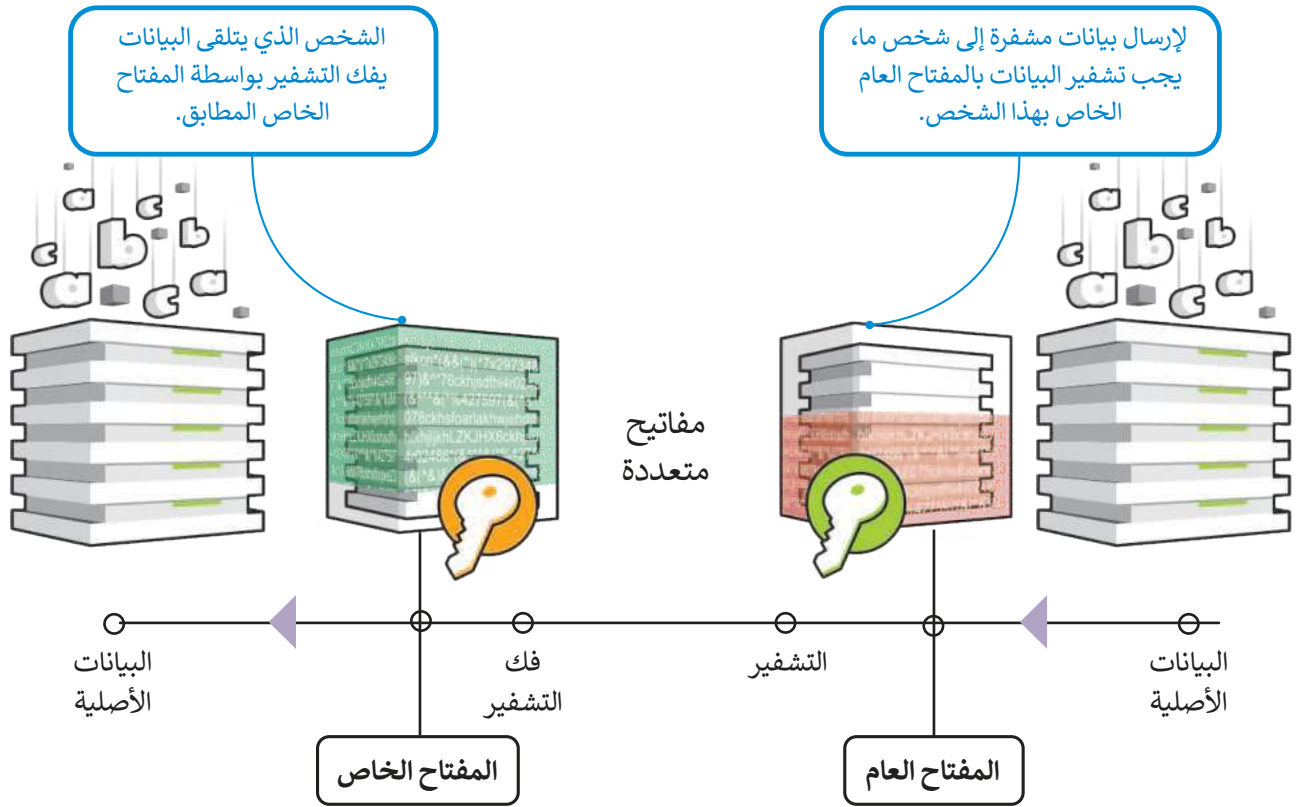 لإرسال بيانات مشفرة إلى شخص ما،
يجب تشفير البيانات بالمفتاح العام
الخاص بهذا الشخص.
الشخص الذي يتلقى البيانات
يفك التشفير بواسطة المفتاح
الخاص المطابق.
مفاتيح
متعددة
البيانات
الأصلية
التشفير
فك
التشفير
البيانات
الأصلية
المفتاح العام
المفتاح الخاص